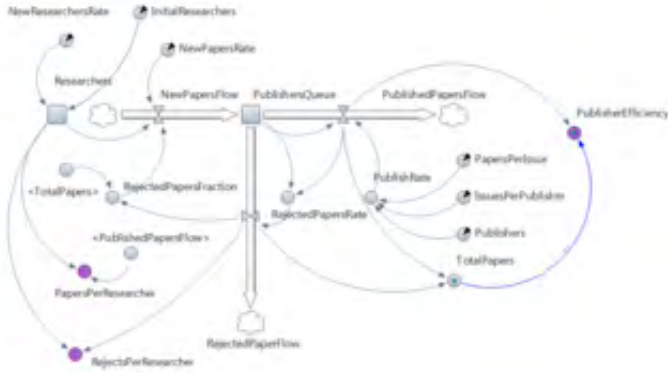 NewResearchersRate
InitialResearchers
NewPapersRate
Researchers
NewPapersFlow
PublishersQueue
PublishedPapersFlow
PublisherEfficiency
PapersPerIssue
<TotalPapers>
RejectedPapersFraction
PublishRate
IssuesPerPublisher
RejectedPapersRate
<PublishedPapersFlow>
Publishers
TotalPapers
PapersPerResearcher
RejectedPaperFlow
RejectsPerResearcher